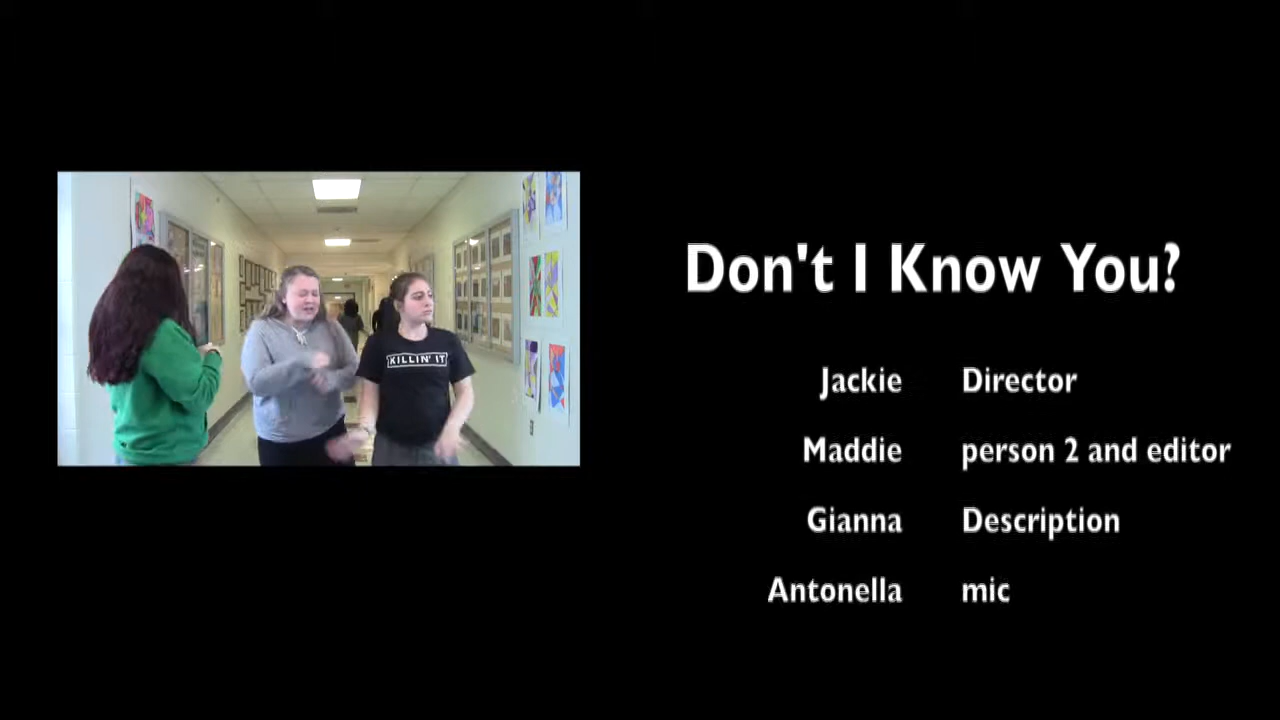 KILLIN' IT
Don't I Know You?
Jackie Director
Maddie person 2 and editor
Gianna Description
Antonella mic